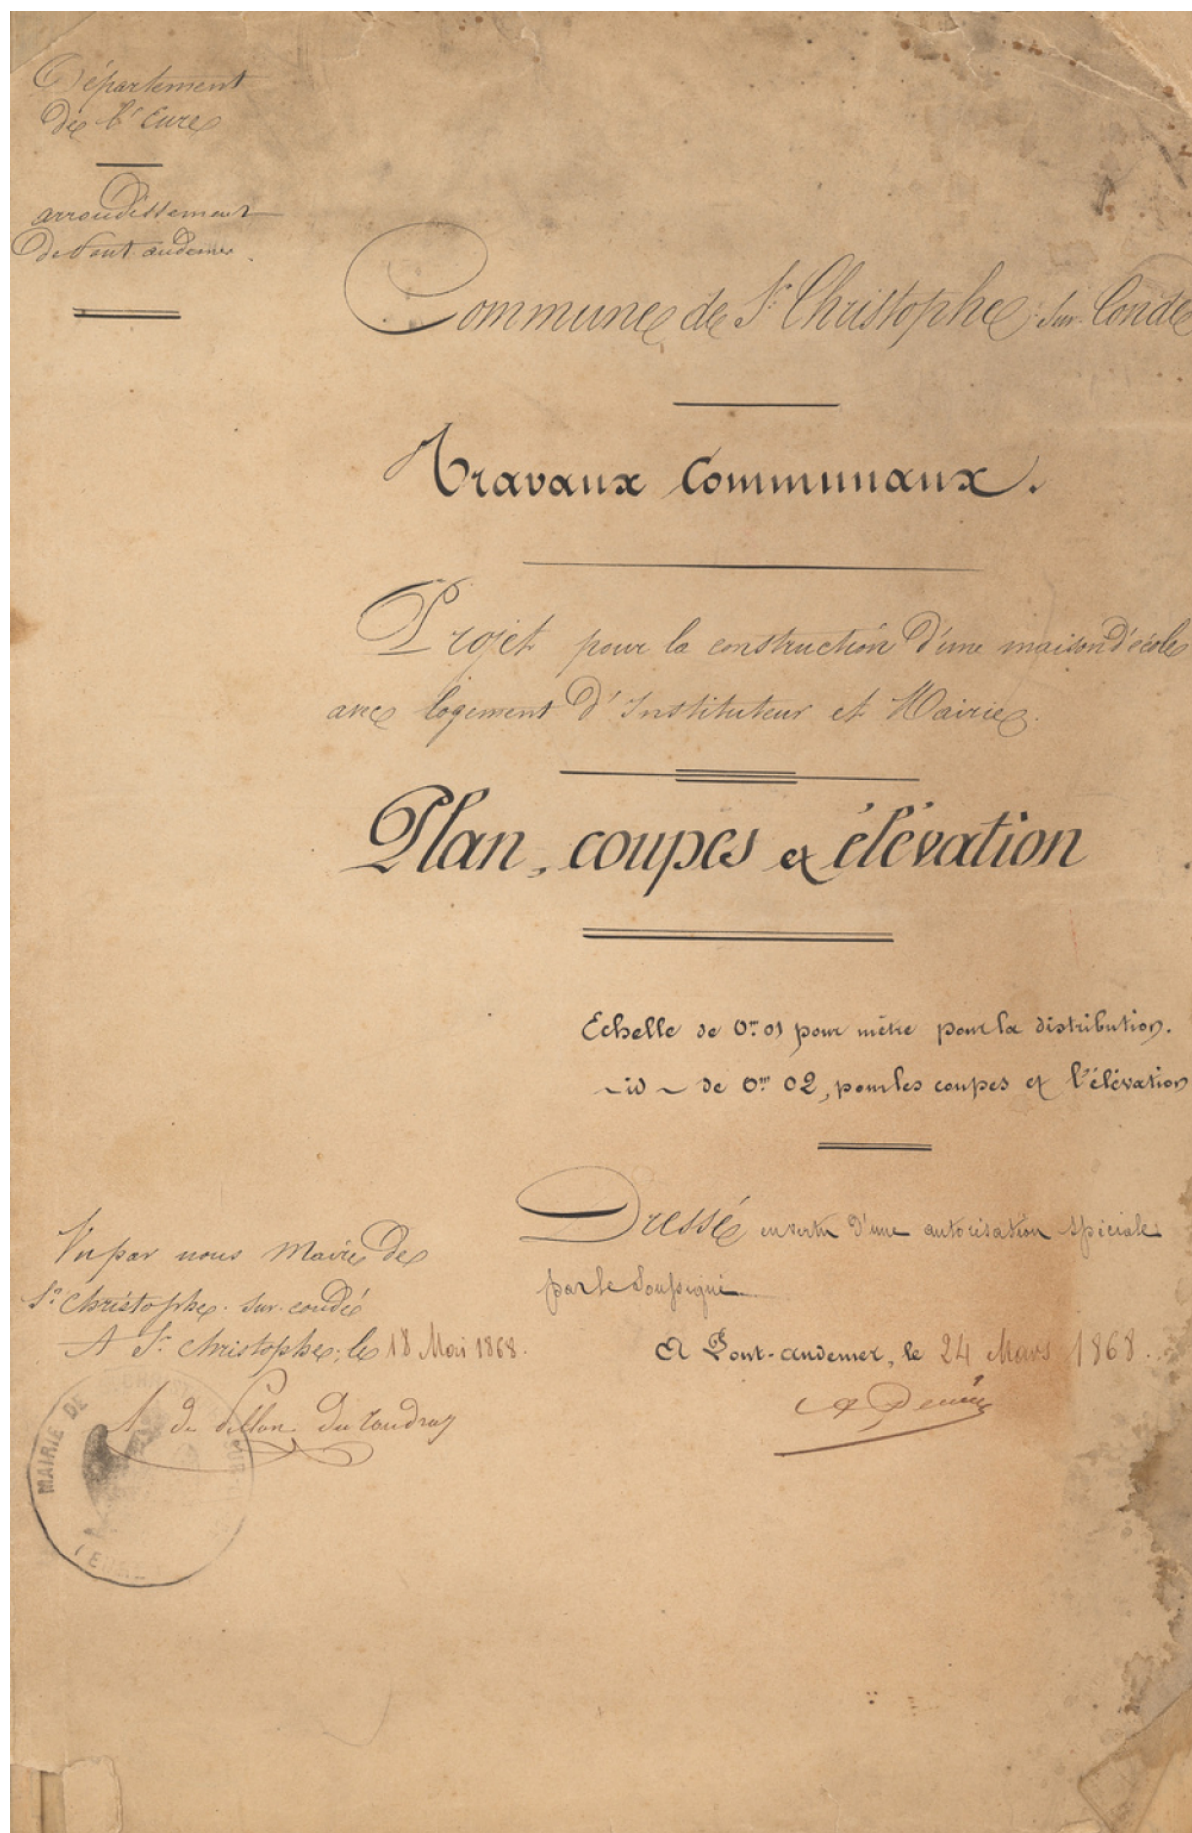 Département
de l'Eure
arrondissement
de Pont audemer
Commune de St Christophe sur Condé
Travaux Communaux.
Projet pour la construction d'une maison d'école
avec logement d'Instituteur et Mairie.
Plan, coupes et élévation
Echelle de 0m 01 pour mètre pour la distribution.
- id - de 0m 02, pour les coupes et l'élévation
Dressé en vertu d'une autorisation spéciale
par le soussigné
A Pont-audemer, le 24 Mars 1868.
Vu par nous Maire de
St Christophe sur condé
A St christophe, le 18 Mai 1868.
MAIRIE DE